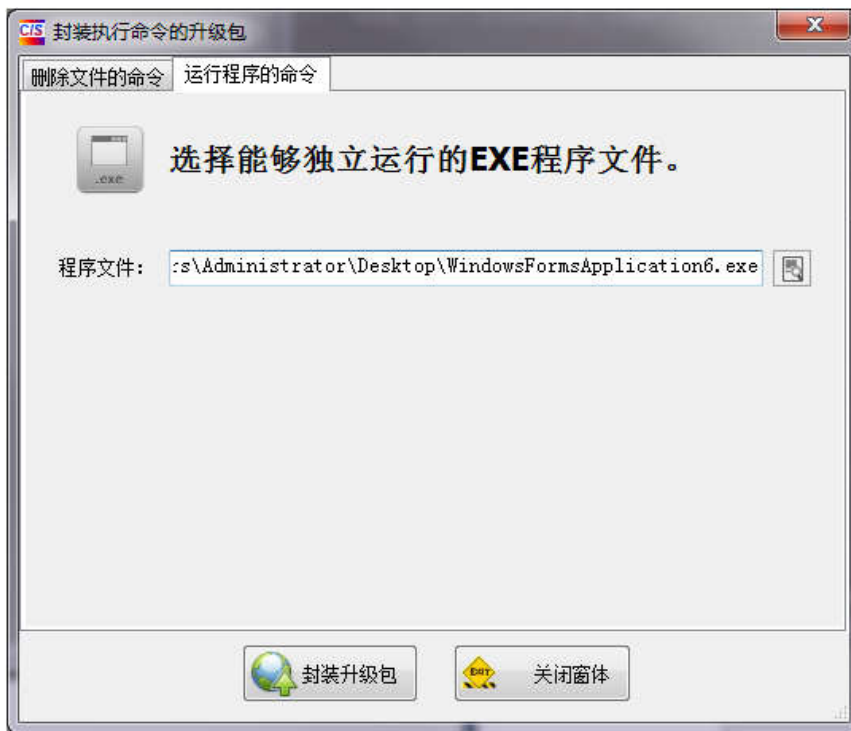 C/S 封装执行命令的升级包
删除文件的命令 运行程序的命令
.exe
选择能够独立运行的EXE程序文件。
程序文件: :s\Administrator\Desktop\WindowsFormsApplication6.exe
封装升级包 EXIT 关闭窗体